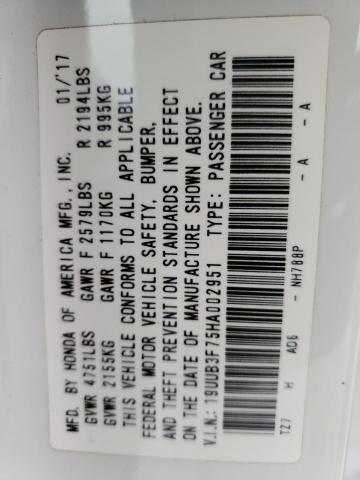 MFD. BY HONDA OF AMERICA MFG., INC. 01/'17
GVWR 4751LBS GAWR F 2579LBS R 2194LBS
GVWR 2155KG GAWR F 1170KG R 995KG
THIS VEHICLE CONFORMS TO ALL APPLICABLE
FEDERAL MOTOR VEHICLE SAFETY, BUMPER,
AND THEFT PREVENTION STANDARDS IN EFFECT
ON THE DATE OF MANUFACTURE SHOWN ABOVE.
V.I.N.: 19UUB3F75HA002951 TYPE: PASSENGER CAR
TZ7 H AD6 - NH788P - A - A